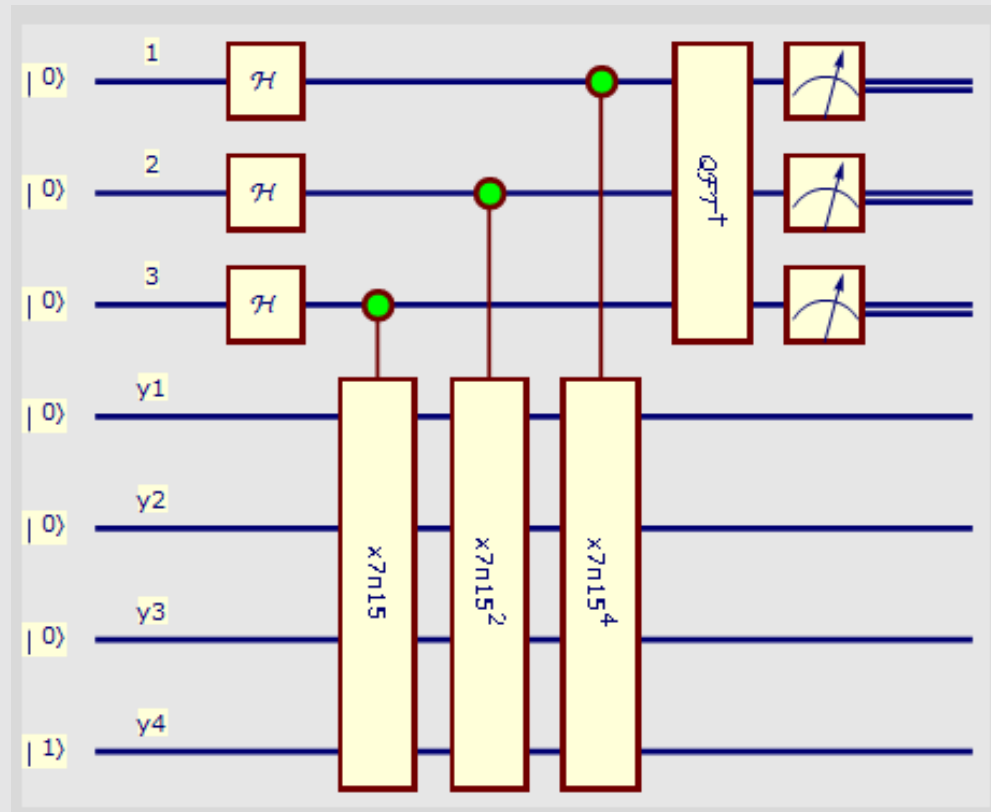 1
| 0⟩ ℋ
2
| 0⟩ ℋ 𝒬ℱ𝒯†
3
| 0⟩ ℋ
y1
| 0⟩
y2
| 0⟩ x7n15 x7n15² x7n15⁴
y3
| 0⟩
y4
| 1⟩